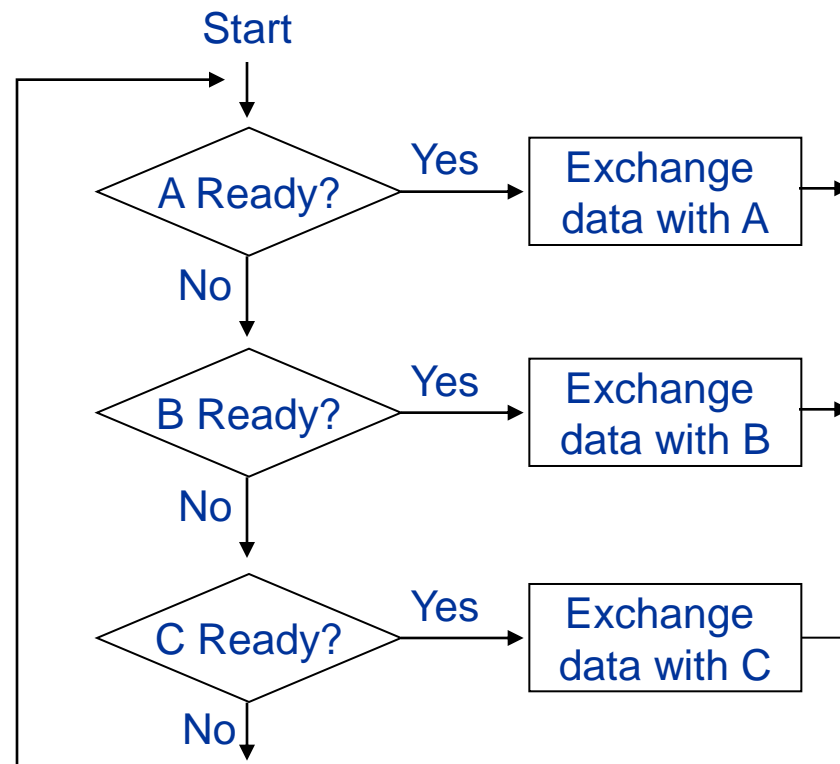 Start
A Ready?
Yes
Exchange
data with A
No
B Ready?
Yes
Exchange
data with B
No
C Ready?
Yes
Exchange
data with C
No